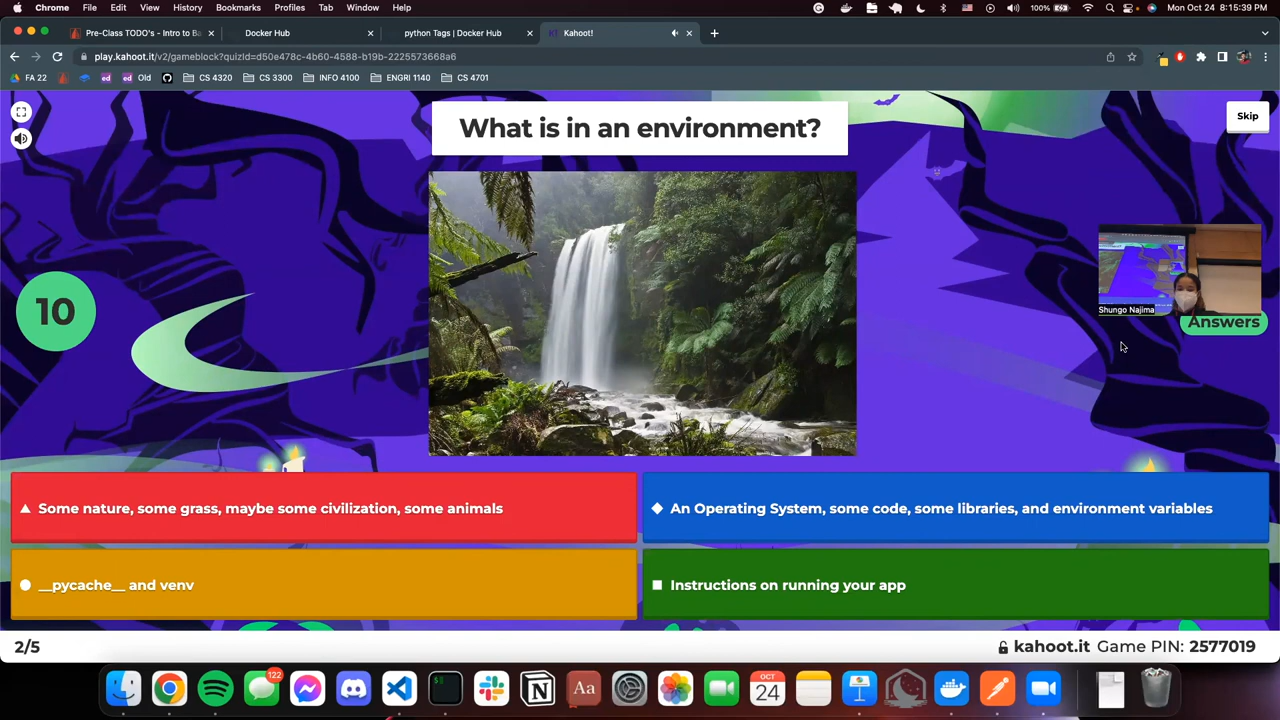 Chrome File Edit View History Bookmarks Profiles Tab Window Help
100% Mon Oct 24 8:15:39 PM
Pre-Class TODO's - Intro to Ba
Docker Hub
python Tags | Docker Hub
Kahoot!
play.kahoot.it/v2/gameblock?quizId=d50e478c-4b60-4588-b19b-2225573668a6
FA 22
ed
ed Old
CS 4320
CS 3300
INFO 4100
ENGRI 1140
CS 4701
What is in an environment?
Skip
10
Shungo Najima
Answers
Some nature, some grass, maybe some civilization, some animals
An Operating System, some code, some libraries, and environment variables
__pycache__ and venv
Instructions on running your app
2/5
kahoot.it Game PIN: 2577019
122
OCT
24
Aa